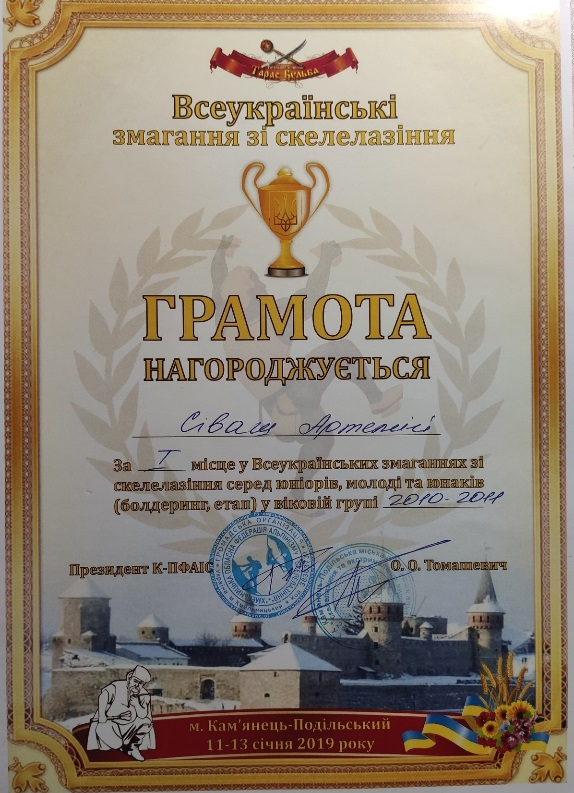 Тарас Бульба
Всеукраїнські
змагання зі скелелазіння
ГРАМОТА
НАГОРОДЖУЄТЬСЯ
Сіваш Артемій
За I місце у Всеукраїнських змаганнях зі
скелелазіння серед юніорів, молоді та юнаків
(болдеринг, етап) у віковій групі 2010-2011
Президент К-ПФАІС О. О. Томашевич
м. Кам'янець-Подільський
11-13 січня 2019 року